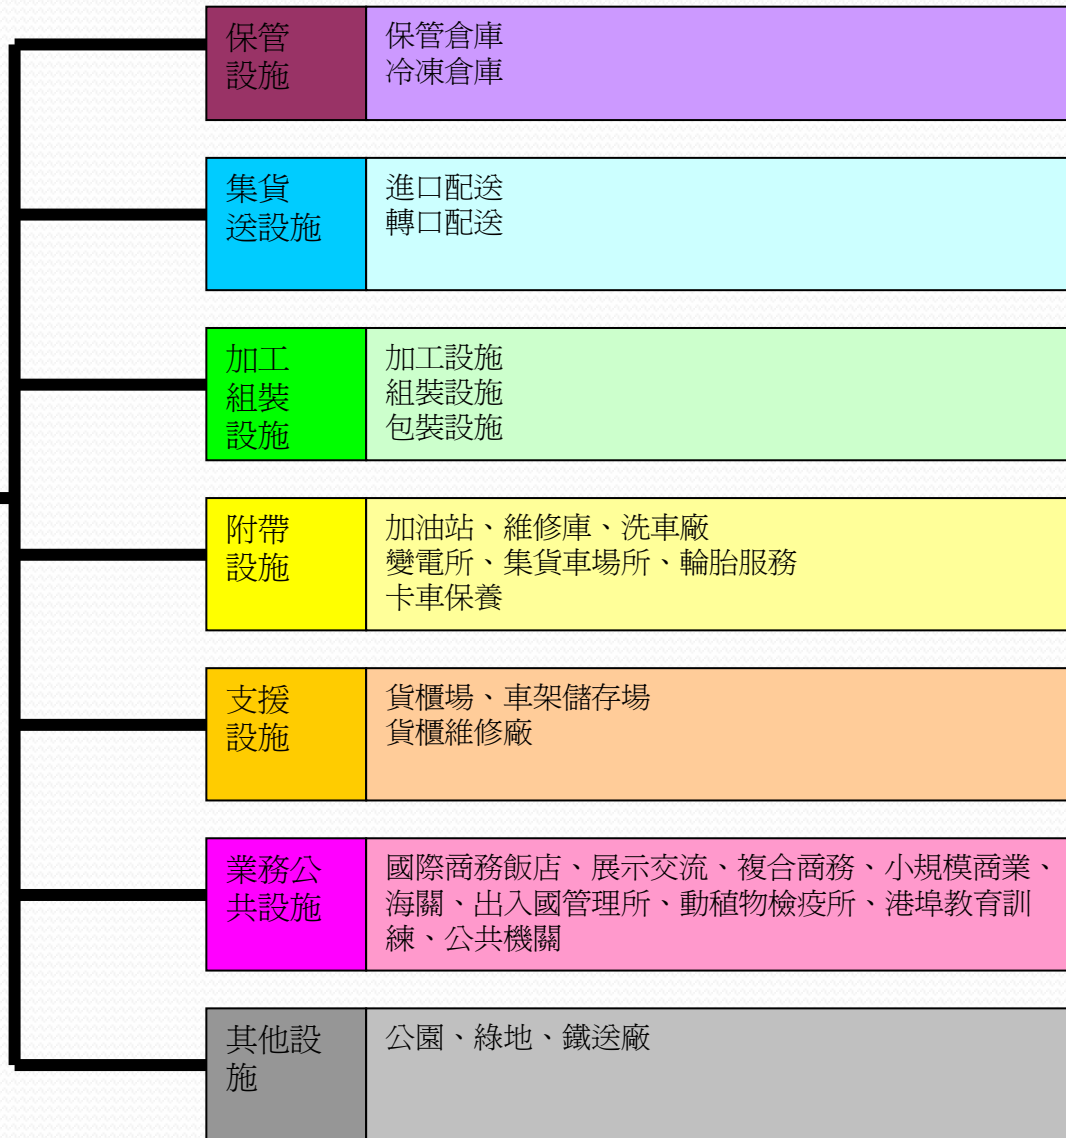 保管
設施
保管倉庫
冷凍倉庫
集貨
送設施
進口配送
轉口配送
加工
組裝
設施
加工設施
組裝設施
包裝設施
附帶
設施
加油站、維修庫、洗車廠
變電所、集貨車場所、輪胎服務
卡車保養
支援
設施
貨櫃場、車架儲存場
貨櫃維修廠
業務公
共設施
國際商務飯店、展示交流、複合商務、小規模商業、
海關、出入國管理所、動植物檢疫所、港埠教育訓
練、公共機關
其他設
施
公園、綠地、鐵送廠